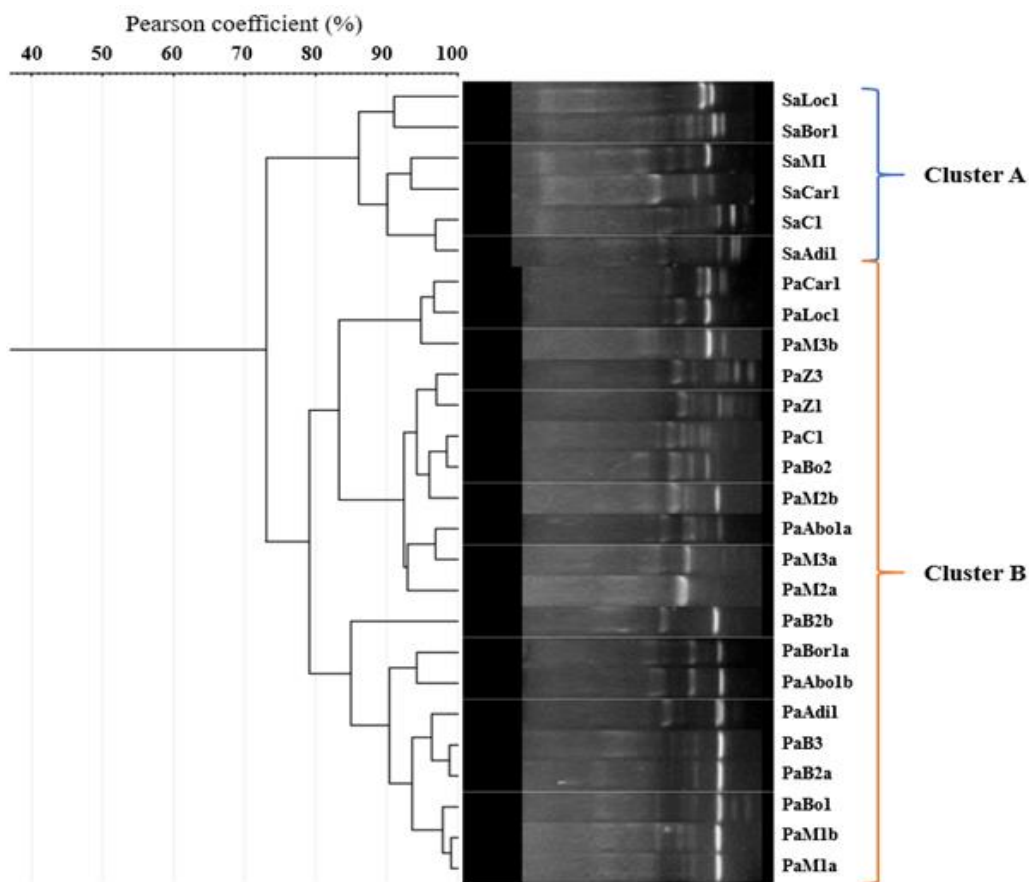 Pearson coefficient (%)
40 50 60 70 80 90 100
SaLoc1
SaBor1
SaM1
Cluster A
SaCar1
SaC1
SaAdi1
PaCar1
PaLoc1
PaM3b
PaZ3
PaZ1
PaC1
PaBo2
PaM2b
PaAbo1a
PaM3a
Cluster B
PaM2a
PaB2b
PaBor1a
PaAbo1b
PaAdi1
PaB3
PaB2a
PaBo1
PaM1b
PaM1a